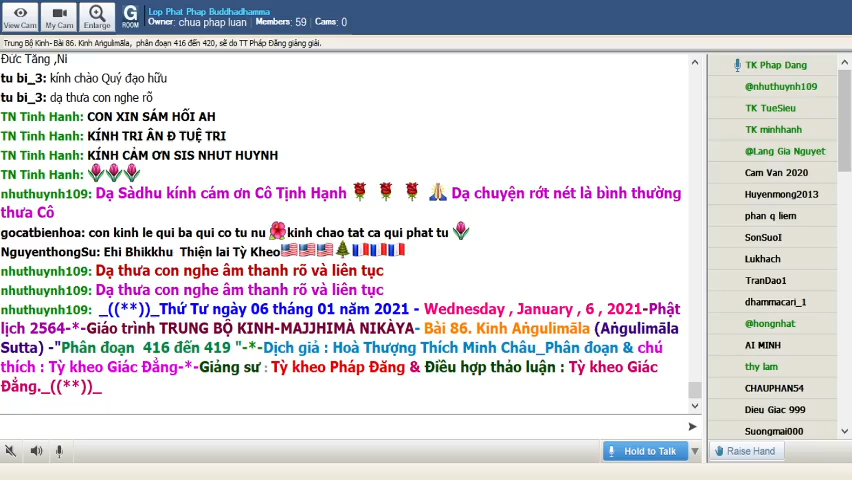 View Cam
My Cam
Enlarge
G
ROOM
Lop Phat Phap Buddhadhamma
Owner: chua phap luan Members: 59 Cams: 0
Trung Bộ Kinh- Bài 86. Kinh Aṅgulimāla, phân đoạn 416 đến 420, sẽ do TT Pháp Đăng giảng giải.
Đức Tăng ,Ni
tu bi_3: kính chào Quý đạo hữu
tu bi_3: dạ thưa con nghe rõ
TN Tinh Hanh: CON XIN SÁM HỐI AH
TN Tinh Hanh: KÍNH TRI ÂN Đ TUỆ TRI
TN Tinh Hanh: KÍNH CẢM ƠN SIS NHUT HUYNH
TN Tinh Hanh:
nhuthuynh109: Dạ Sàdhu kính cám ơn Cô Tịnh Hạnh Dạ chuyện rớt nét là bình thường
thưa Cô
gocatbienhoa: con kinh le qui ba qui co tu nu kinh chao tat ca qui phat tu
NguyenthongSu: Ehi Bhikkhu Thiện lai Tỳ Kheo
nhuthuynh109: Dạ thưa con nghe âm thanh rõ và liên tục
nhuthuynh109: Dạ thưa con nghe âm thanh rõ và liên tục
nhuthuynh109: _((**))_Thứ Tư ngày 06 tháng 01 năm 2021 - Wednesday , January , 6 , 2021-Phật
lịch 2564-*-Giáo trình TRUNG BỘ KINH-MAJJHIMÀ NIKÀYA- Bài 86. Kinh Aṅgulimāla (Aṅgulimāla
Sutta) -"Phân đoạn 416 đến 419 "-*-Dịch giả : Hoà Thượng Thích Minh Châu_Phân đoạn & chú
thích : Tỳ kheo Giác Đẳng-*-Giảng sư : Tỳ kheo Pháp Đăng & Điều hợp thảo luận : Tỳ kheo Giác
Đẳng._((**))_
Hold to Talk
TK Phap Dang
@nhuthuynh109
TK TueSieu
TK minhhanh
@Lang Gia Nguyet
Cam Van 2020
Huyenmong2013
phan q liem
SonSuoI
Lukhach
TranDao1
dhammacari_1
@hongnhat
AI MINH
thy lam
CHAUPHAN54
Dieu Giac 999
Suongmai000
Raise Hand